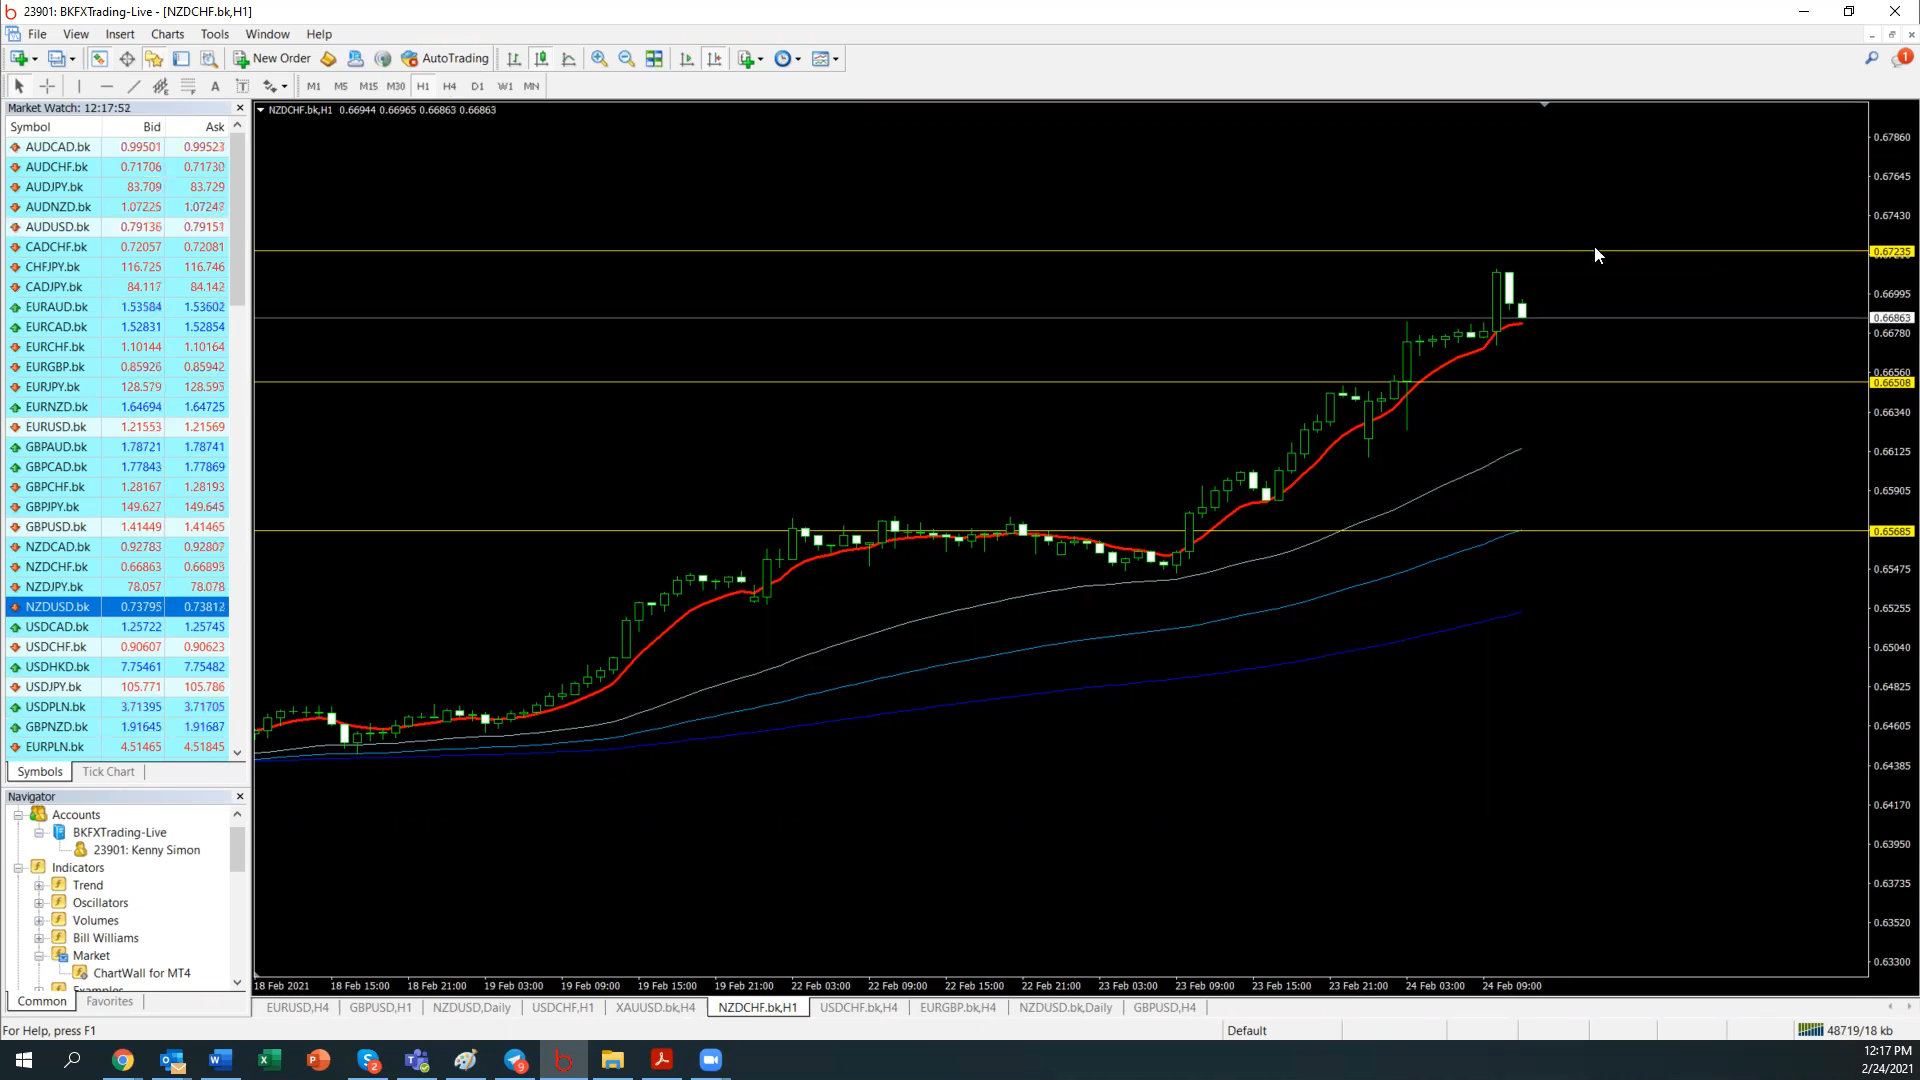 23901: BKFXTrading-Live - [NZDCHF.bk,H1]
File View Insert Charts Tools Window Help
New Order AutoTrading
1
A T M1 M5 M15 M30 H1 H4 D1 W1 MN
Market Watch: 12:17:52
Symbol Bid Ask
AUDCAD.bk 0.99501 0.99523
AUDCHF.bk 0.71706 0.71730
AUDJPY.bk 83.709 83.729
AUDNZD.bk 1.07225 1.07247
AUDUSD.bk 0.79136 0.79151
CADCHF.bk 0.72057 0.72081
CHFJPY.bk 116.725 116.746
CADJPY.bk 84.117 84.142
EURAUD.bk 1.53584 1.53602
EURCAD.bk 1.52831 1.52854
EURCHF.bk 1.10144 1.10164
EURGBP.bk 0.85926 0.85942
EURJPY.bk 128.579 128.595
EURNZD.bk 1.64694 1.64725
EURUSD.bk 1.21553 1.21569
GBPAUD.bk 1.78721 1.78741
GBPCAD.bk 1.77843 1.77869
GBPCHF.bk 1.28167 1.28193
GBPJPY.bk 149.627 149.645
GBPUSD.bk 1.41449 1.41465
NZDCAD.bk 0.92783 0.92807
NZDCHF.bk 0.66863 0.66893
NZDJPY.bk 78.057 78.078
NZDUSD.bk 0.73795 0.73812
USDCAD.bk 1.25722 1.25745
USDCHF.bk 0.90607 0.90623
USDHKD.bk 7.75461 7.75482
USDJPY.bk 105.771 105.786
USDPLN.bk 3.71395 3.71705
GBPNZD.bk 1.91645 1.91687
EURPLN.bk 4.51465 4.51845
Symbols Tick Chart
Navigator
Accounts
BKFXTrading-Live
23901: Kenny Simon
Indicators
Trend
Oscillators
Volumes
Bill Williams
Market
ChartWall for MT4
Examples
Common Favorites
NZDCHF.bk,H1 0.66944 0.66965 0.66863 0.66863
0.67860
0.67645
0.67430
0.67235
0.66995
0.66863
0.66780
0.66560
0.66508
0.66340
0.66125
0.65905
0.65685
0.65475
0.65255
0.65040
0.64825
0.64605
0.64385
0.64170
0.63950
0.63735
0.63520
0.63300
18 Feb 2021 18 Feb 15:00 18 Feb 21:00 19 Feb 03:00 19 Feb 09:00 19 Feb 15:00 19 Feb 21:00 22 Feb 03:00 22 Feb 09:00 22 Feb 15:00 22 Feb 21:00 23 Feb 03:00 23 Feb 09:00 23 Feb 15:00 23 Feb 21:00 24 Feb 03:00 24 Feb 09:00
EURUSD,H4 GBPUSD,H1 NZDUSD,Daily USDCHF,H1 XAUUSD.bk,H4 NZDCHF.bk,H1 USDCHF.bk,H4 EURGBP.bk,H4 NZDUSD.bk,Daily GBPUSD,H4
For Help, press F1 Default 48719/18 kb
12:17 PM
2/24/2021